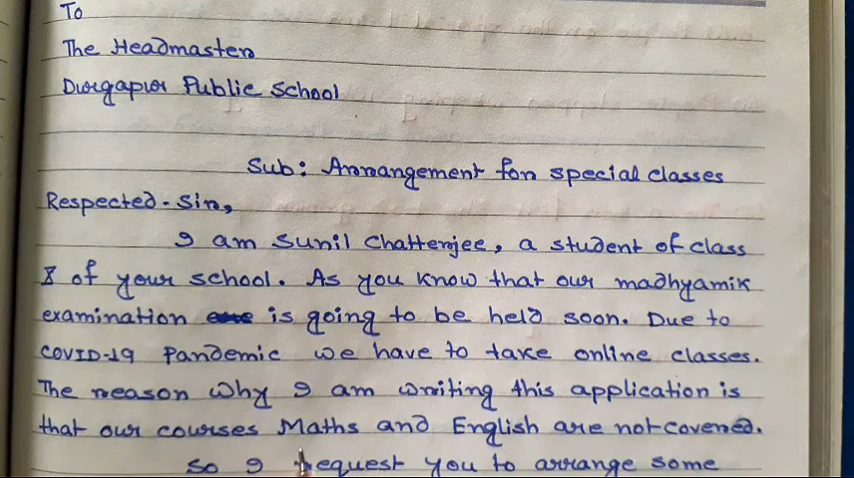 To
The Headmaster
Durgapur Public School
Sub: Arrangement for special classes
Respected - Sir,
I am Sunil Chatterjee, a student of class
X of your school. As you know that our madhyamik
examination is going to be held soon. Due to
COVID-19 Pandemic we have to take online classes.
The reason why I am writing this application is
that our courses Maths and English are not covered.
So I request you to arrange some